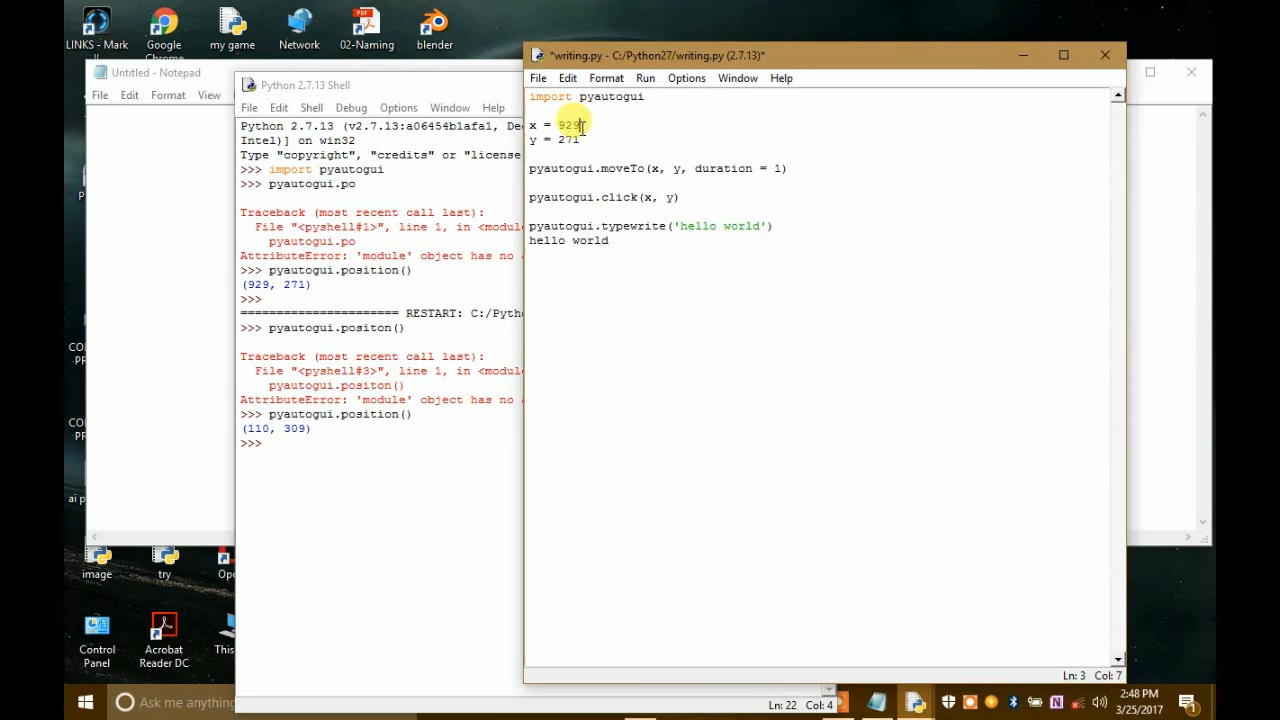 LINKS - Mark
Google
Chrome
my game
Network
02-Naming
blender
Untitled - Notepad
File Edit Format View
Python 2.7.13 Shell
File Edit Shell Debug Options Window Help
Python 2.7.13 (v2.7.13:a06454b1afa1, De
Intel)] on win32
Type "copyright", "credits" or "license
>>> import pyautogui
>>> pyautogui.po
Traceback (most recent call last):
File "<pyshell#1>", line 1, in <module
pyautogui.po
AttributeError: 'module' object has no
>>> pyautogui.position()
(929, 271)
>>>
====================== RESTART: C:/Pyth
>>> pyautogui.positon()
Traceback (most recent call last):
File "<pyshell#3>", line 1, in <module
pyautogui.positon()
AttributeError: 'module' object has no
>>> pyautogui.position()
(110, 309)
>>>
Ln: 22 Col: 4
*writing.py - C:/Python27/writing.py (2.7.13)*
File Edit Format Run Options Window Help
import pyautogui
x = 929
y = 271
pyautogui.moveTo(x, y, duration = 1)
pyautogui.click(x, y)
pyautogui.typewrite('hello world')
hello world
Ln: 3 Col: 7
ai p
image
try
Op
Control
Panel
Acrobat
Reader DC
This
Ask me anything
2:48 PM
3/25/2017